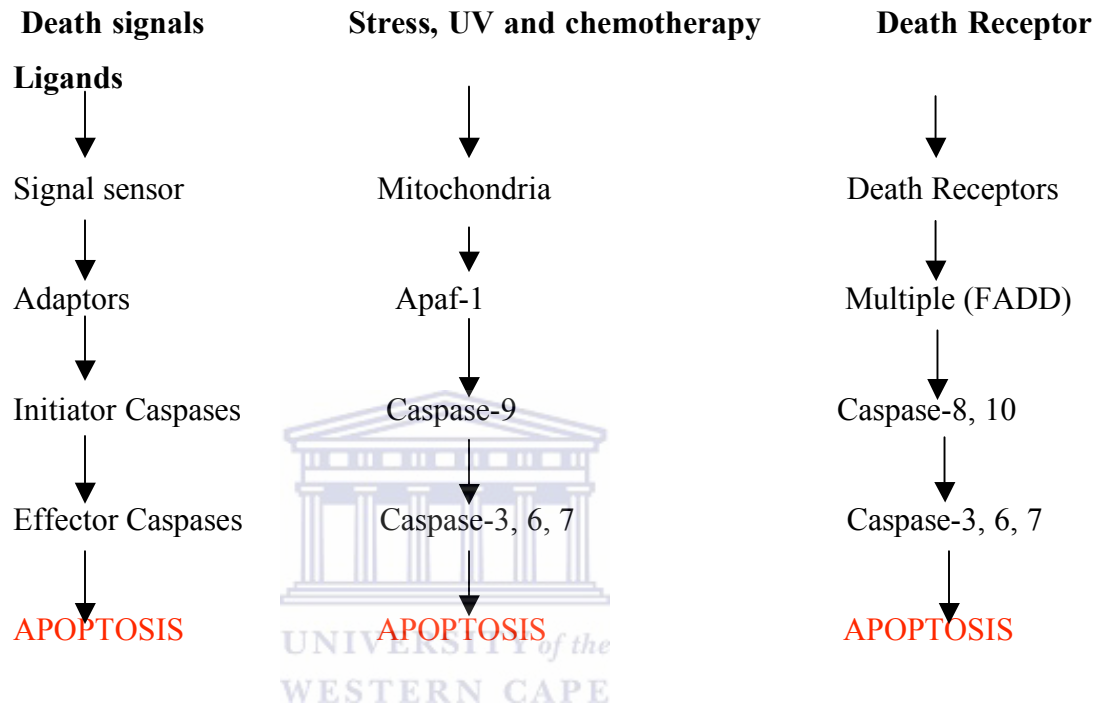 Death signals Stress, UV and chemotherapy Death Receptor
Ligands
Signal sensor Mitochondria Death Receptors
Adaptors Apaf-1 Multiple (FADD)
Initiator Caspases Caspase-9 Caspase-8, 10
Effector Caspases Caspase-3, 6, 7 Caspase-3, 6, 7
APOPTOSIS APOPTOSIS APOPTOSIS
UNIVERSITY of the
WESTERN CAPE